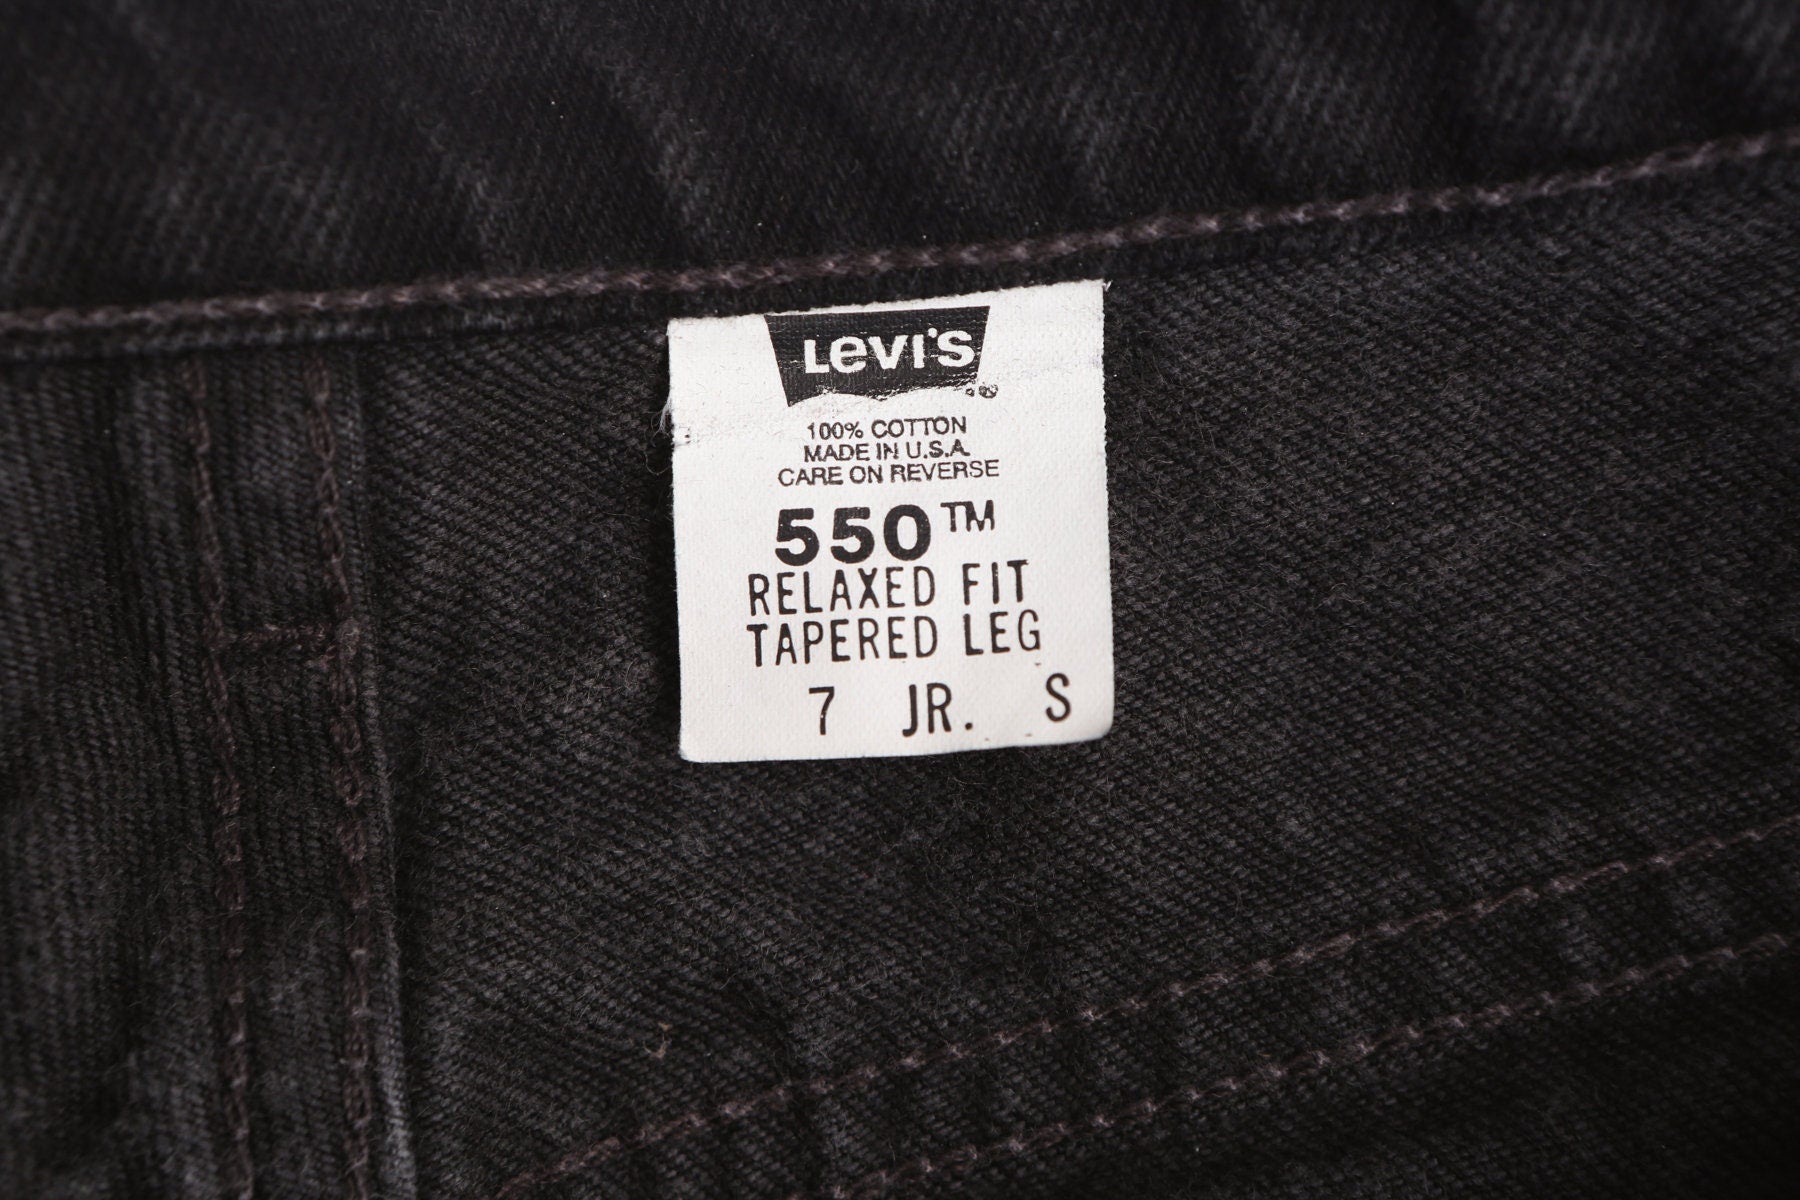 Levi's
100% COTTON
MADE IN U.S.A.
CARE ON REVERSE
550™
RELAXED FIT
TAPERED LEG
7 JR. S